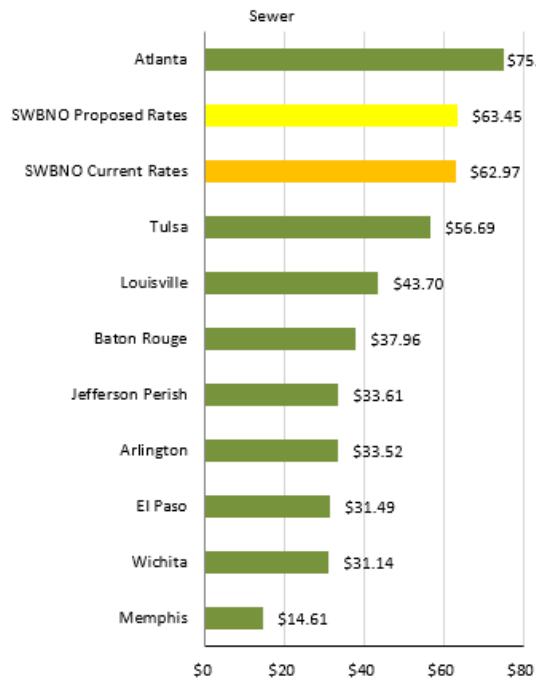 Sewer
Atlanta $75.
SWBNO Proposed Rates $63.45
SWBNO Current Rates $62.97
Tulsa $56.69
Louisville $43.70
Baton Rouge $37.96
Jefferson Perish $33.61
Arlington $33.52
El Paso $31.49
Wichita $31.14
Memphis $14.61
$0 $20 $40 $60 $80